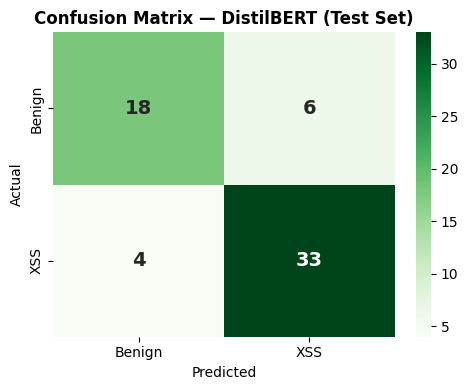 Confusion Matrix — DistilBERT (Test Set)
Actual
Benign
18
6
XSS
4
33
Benign
XSS
Predicted
30
25
20
15
10
5